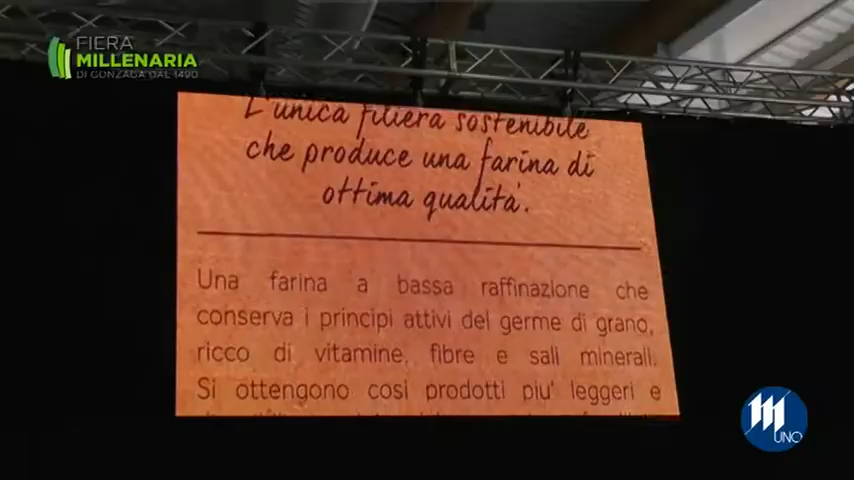 FIERA
MILLENARIA
DI GONZAGA DAL 1490
L'unica filiera sostenibile
che produce una farina di
ottima qualita'.
Una farina a bassa raffinazione che
conserva i principi attivi del germe di grano,
ricco di vitamine, fibre e sali minerali.
Si ottengono cosi prodotti piu' leggeri e
UNO